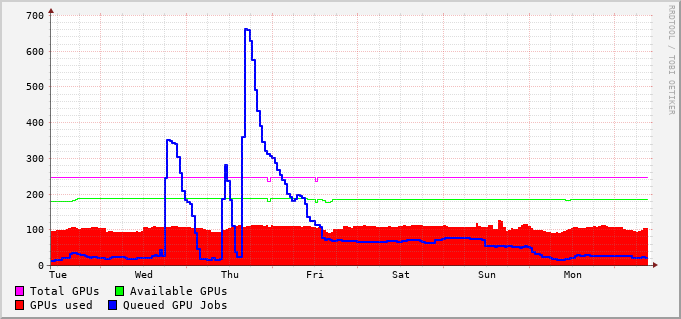 700
600
500
400
300
200
100
0
Tue Wed Thu Fri Sat Sun Mon
Total GPUs Available GPUs
GPUs used Queued GPU Jobs
RRDTOOL / TOBI OETIKER